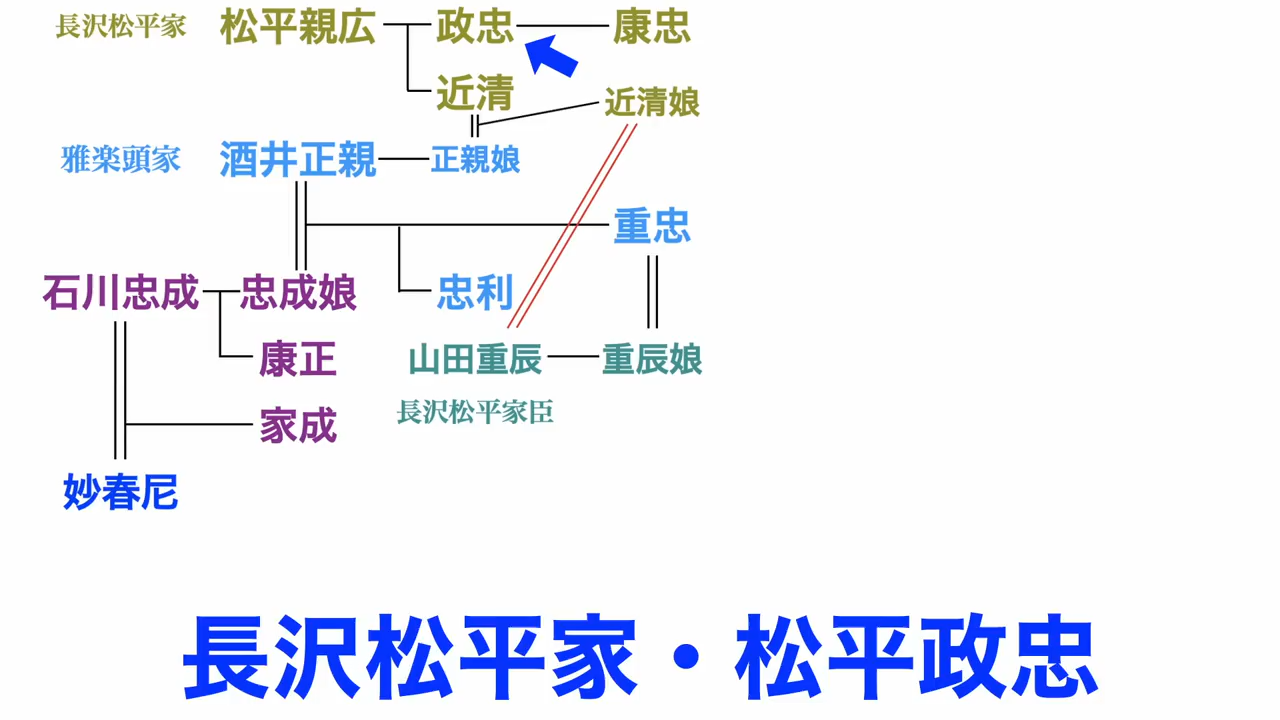 長沢松平家 松平親広 政忠 康忠
近清 近清娘
雅楽頭家 酒井正親 正親娘
重忠
石川忠成 忠成娘 忠利
康正 山田重辰 重辰娘
長沢松平家臣
家成
妙春尼
長沢松平家・松平政忠